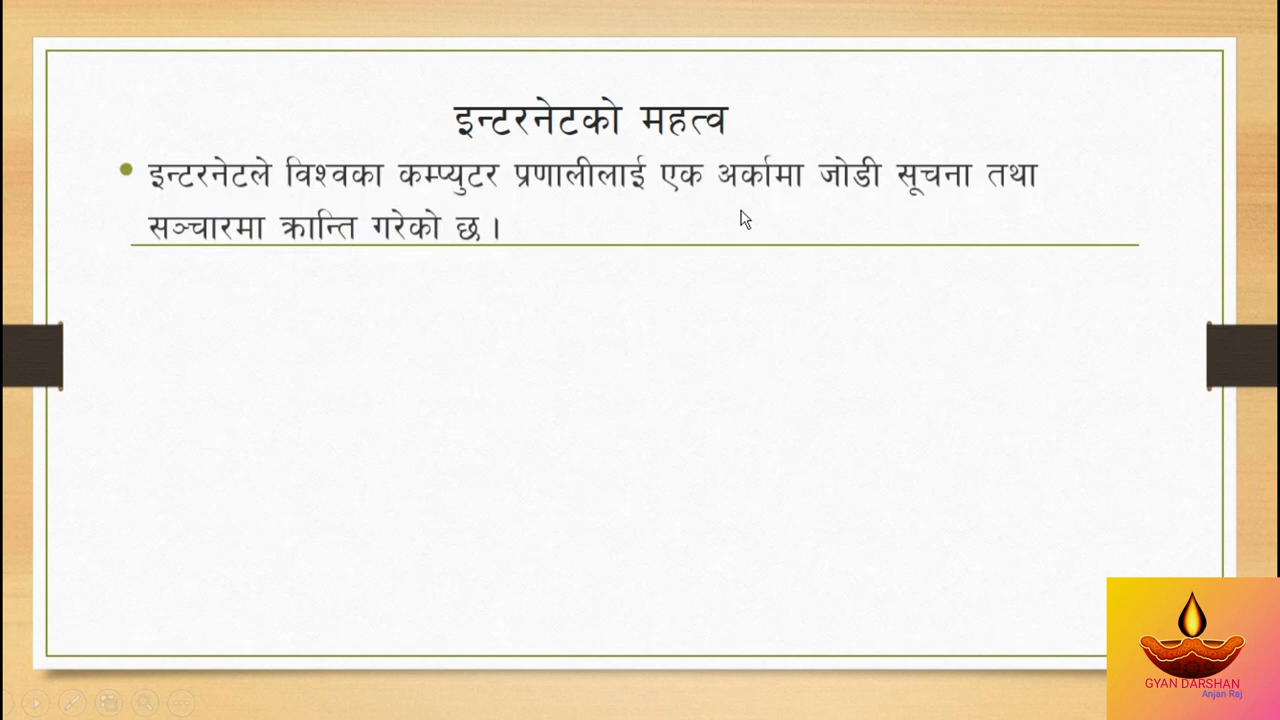 इन्टरनेटको महत्व
इन्टरनेटले विश्वका कम्प्युटर प्रणालीलाई एक अर्कामा जोडी सूचना तथा
सञ्चारमा क्रान्ति गरेको छ ।
GYAN DARSHAN
Anjan Raj